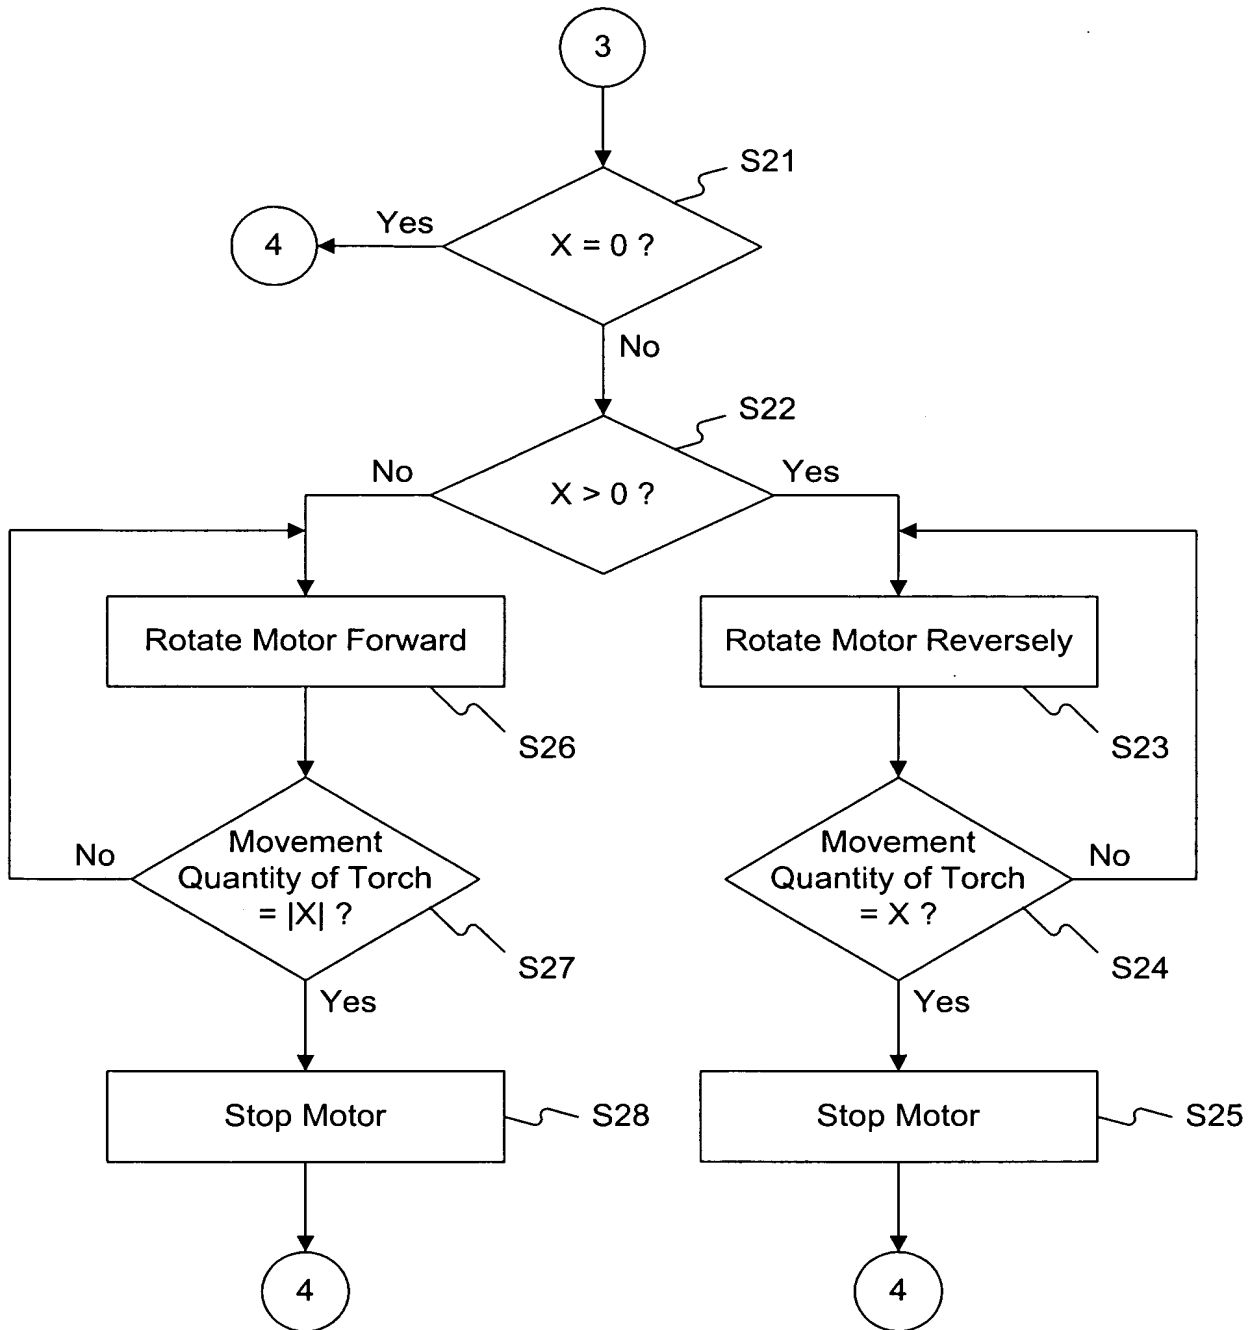 3
S21
Yes
4
X = 0 ?
No
S22
No
X > 0 ?
Yes
Rotate Motor Forward
Rotate Motor Reversely
S26
S23
Movement
Quantity of Torch
= |X| ?
No
Movement
Quantity of Torch
= X ?
No
S27
S24
Yes
Yes
Stop Motor
S28
Stop Motor
S25
4
4